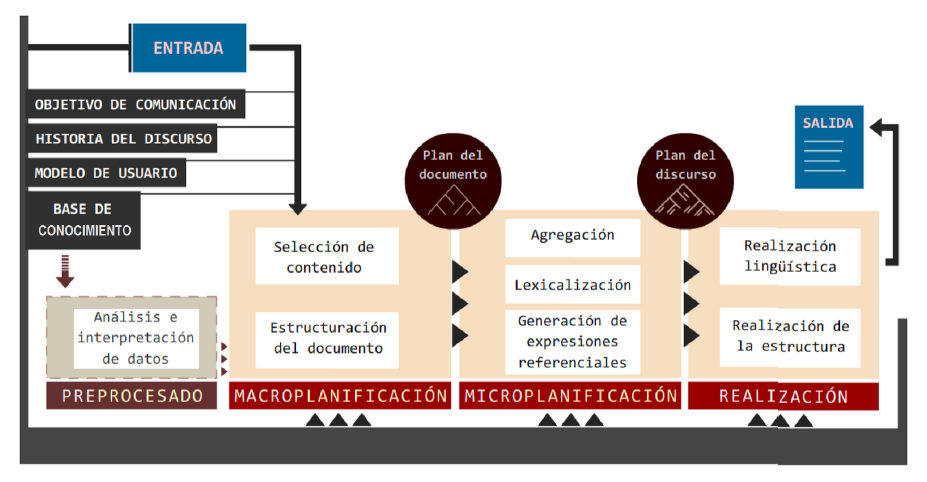 ENTRADA
OBJETIVO DE COMUNICACIÓN
HISTORIA DEL DISCURSO
MODELO DE USUARIO
BASE DE
CONOCIMIENTO
Plan del
documento
Plan del
discurso
SALIDA
Análisis e
interpretación
de datos
PREPROCESADO
Selección de
contenido
Estructuración
del documento
MACROPLANIFICACIÓN
Agregación
Lexicalización
Generación de
expresiones
referenciales
MICROPLANIFICACIÓN
Realización
lingüística
Realización de
la estructura
REALIZACIÓN